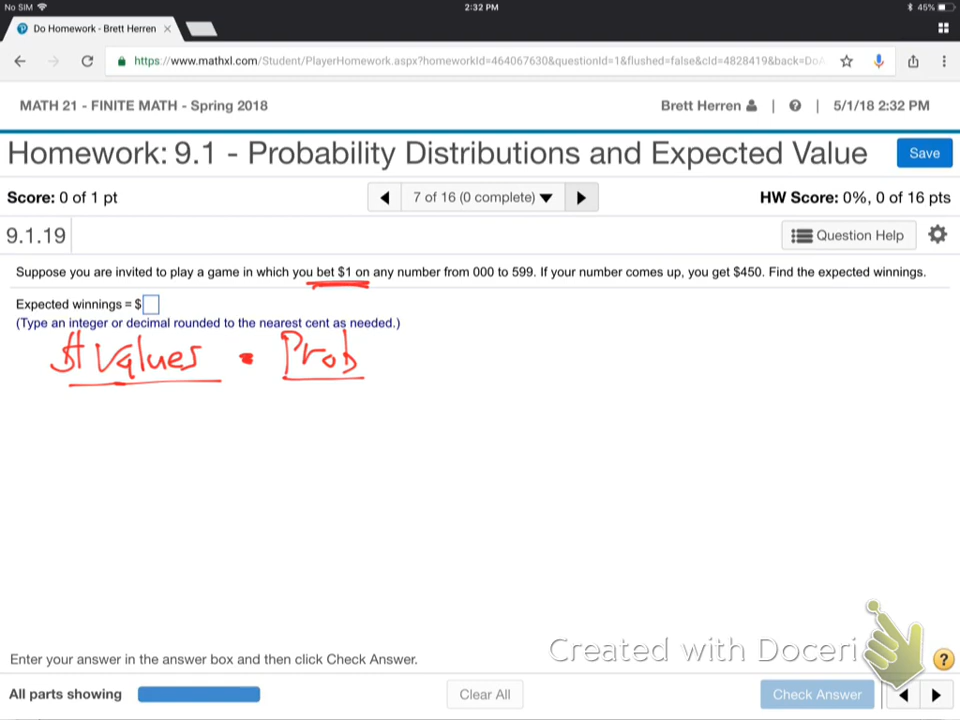 No SIM 2:32 PM 45%
Do Homework - Brett Herren
https://www.mathxl.com/Student/PlayerHomework.aspx?homeworkId=464067630&questionId=1&flushed=false&cId=4828419&back=Do
MATH 21 - FINITE MATH - Spring 2018 Brett Herren | ? | 5/1/18 2:32 PM
Homework: 9.1 - Probability Distributions and Expected Value Save
Score: 0 of 1 pt 7 of 16 (0 complete) HW Score: 0%, 0 of 16 pts
9.1.19 Question Help
Suppose you are invited to play a game in which you bet $1 on any number from 000 to 599. If your number comes up, you get $450. Find the expected winnings.
Expected winnings = $
(Type an integer or decimal rounded to the nearest cent as needed.)
$ Values • Prob
Created with Doceri
Enter your answer in the answer box and then click Check Answer. ?
All parts showing Clear All Check Answer